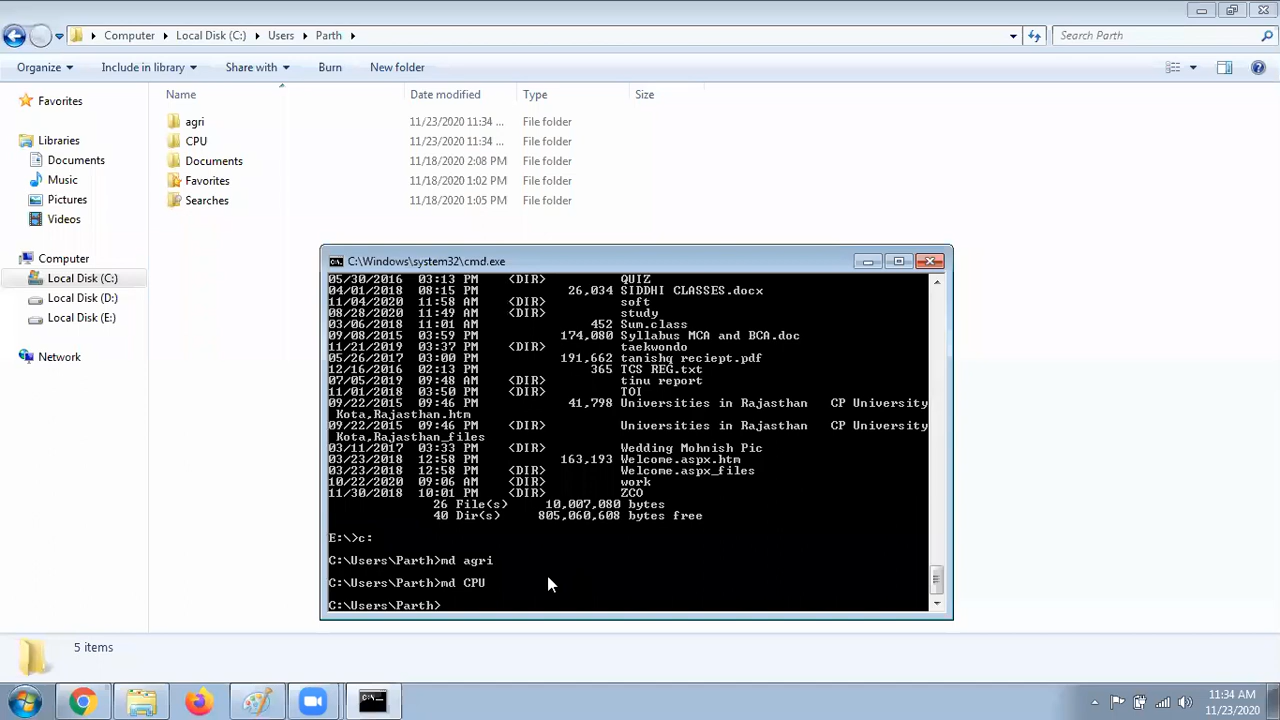 Computer Local Disk (C:) Users Parth
Search Parth
Organize Include in library Share with Burn New folder
Name Date modified Type Size
Favorites
Libraries
Documents
Music
Pictures
Videos
Computer
Local Disk (C:)
Local Disk (D:)
Local Disk (E:)
Network
agri 11/23/2020 11:34 ... File folder
CPU 11/23/2020 11:34 ... File folder
Documents 11/18/2020 2:08 PM File folder
Favorites 11/18/2020 1:02 PM File folder
Searches 11/18/2020 1:05 PM File folder
C:\Windows\system32\cmd.exe
05/30/2016 03:13 PM <DIR> QUIZ
04/01/2018 08:15 PM 26,034 SIDDHI CLASSES.docx
11/04/2020 11:58 AM <DIR> soft
08/28/2020 11:49 AM <DIR> study
03/06/2018 11:01 AM 452 Sum.class
09/08/2015 03:59 PM 174,080 Syllabus MCA and BCA.doc
11/21/2019 03:37 PM <DIR> taekwondo
05/26/2017 03:00 PM 191,662 tanishq reciept.pdf
12/16/2016 02:13 PM 365 TCS REG.txt
07/05/2019 09:48 AM <DIR> tinu report
11/01/2018 03:50 PM <DIR> TOI
09/22/2015 09:46 PM 41,798 Universities in Rajasthan CP University
Kota,Rajasthan.htm
09/22/2015 09:46 PM <DIR> Universities in Rajasthan CP University
Kota,Rajasthan_files
03/11/2017 03:33 PM <DIR> Wedding Mohnish Pic
03/23/2018 12:58 PM 163,193 Welcome.aspx.htm
03/23/2018 12:58 PM <DIR> Welcome.aspx_files
10/22/2020 09:06 AM <DIR> work
11/30/2018 10:01 PM <DIR> ZCO
26 File(s) 10,007,080 bytes
40 Dir(s) 805,060,608 bytes free
E:\>c:
C:\Users\Parth>md agri
C:\Users\Parth>md CPU
C:\Users\Parth>
5 items
11:34 AM
11/23/2020